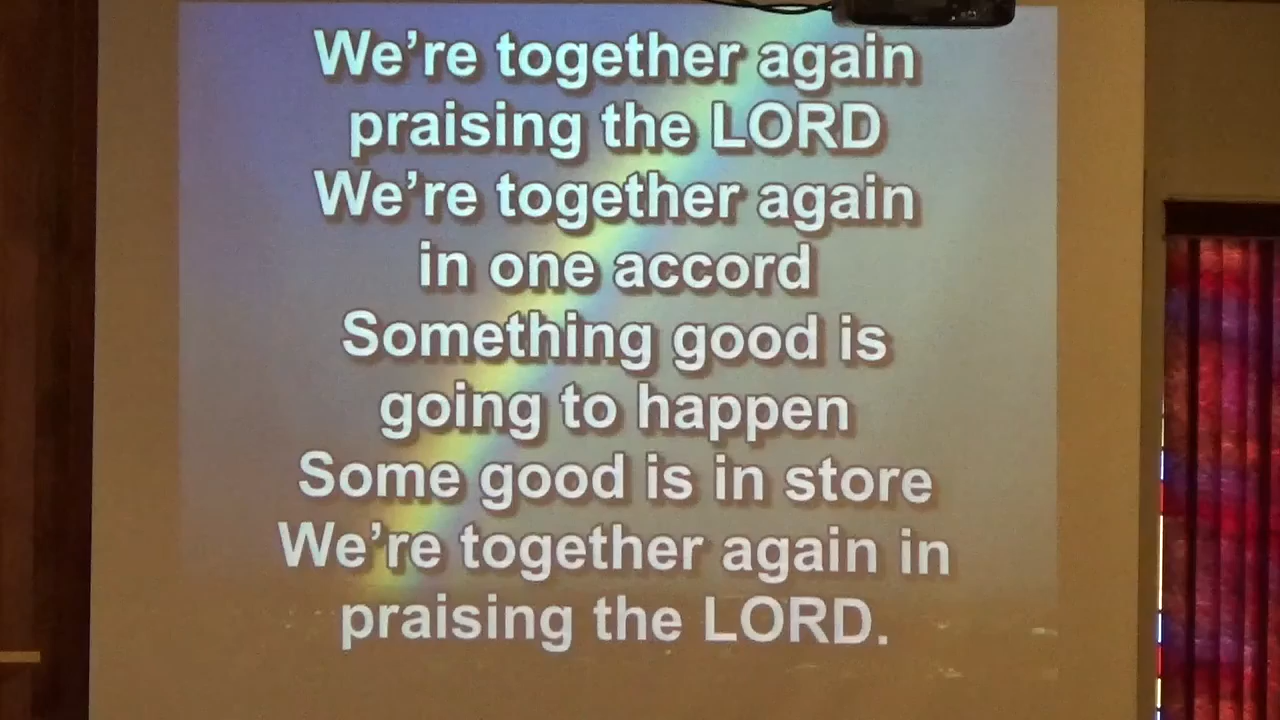 We’re together again
praising the LORD
We’re together again
in one accord
Something good is
going to happen
Some good is in store
We’re together again in
praising the LORD.